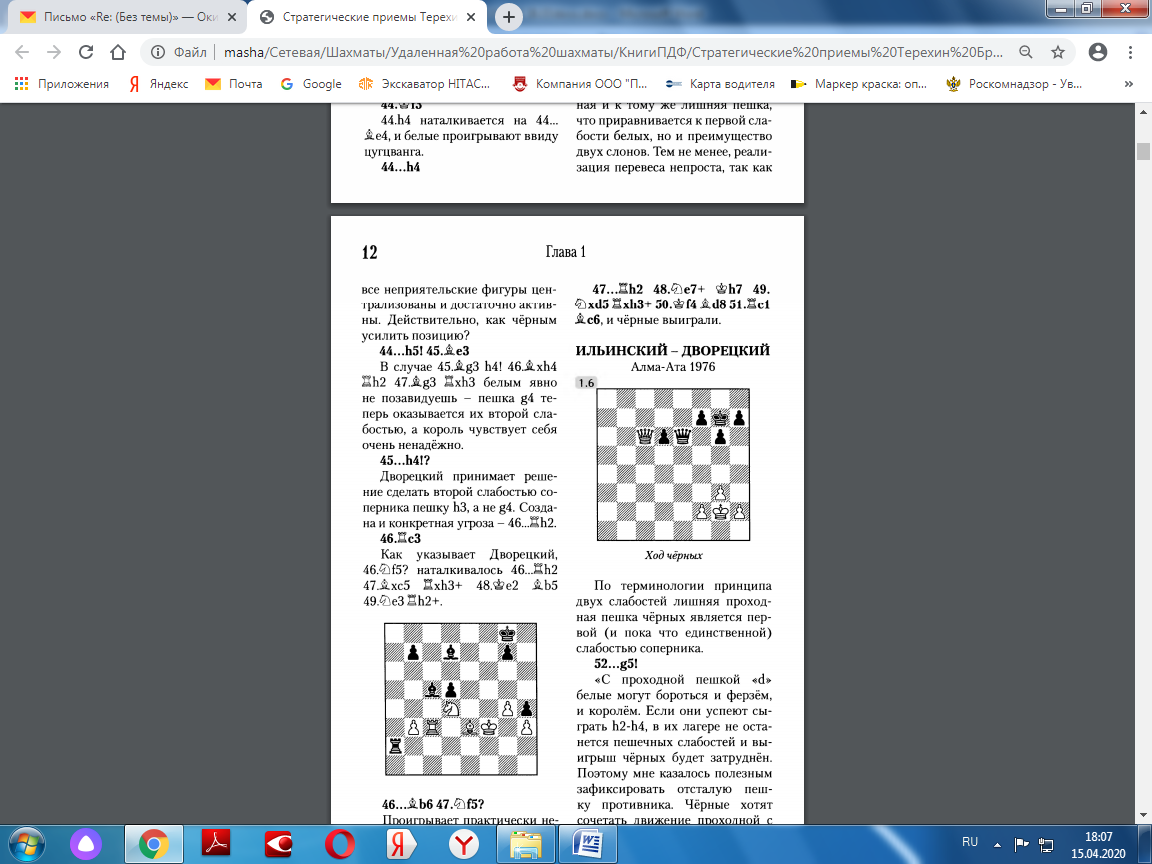 Письмо «Re: (Без темы)» — Оки
Стратегические приемы Терехи
Файл | masha/Сетевая/Шахматы/Удаленная%20работа%20шахматы/КнигиПДФ/Стратегические%20приемы%20Терехин%20Бр...
Приложения
Яндекс
Почта
Google
Экскаватор HITAC...
Компания ООО "П...
Карта водителя
Маркер краска: оп...
Роскомнадзор - Ув...
»
44.♔f3
44.h4 наталкивается на 44...
♗e4, и белые проигрывают ввиду
цугцванга.
44...h4
ная и к тому же лишняя пешка,
что приравнивается к первой сла-
бости белых, но и преимущество
двух слонов. Тем не менее, реали-
зация перевеса непроста, так как
12
Глава 1
все неприятельские фигуры цен-
трализованы и достаточно актив-
ны. Действительно, как чёрным
усилить позицию?
44...h5! 45.♗e3
В случае 45.♗g3 h4! 46.♗xh4
♖h2 47.♗g3 ♖xh3 белым явно
не позавидуешь – пешка g4 те-
перь оказывается их второй сла-
бостью, а король чувствует себя
очень ненадёжно.
45...h4!?
Дворецкий принимает реше-
ние сделать второй слабостью со-
перника пешку h3, а не g4. Созда-
на и конкретная угроза – 46...♖h2.
46.♖c3
Как указывает Дворецкий,
46.♘f5? наталкивалось 46...♖h2
47.♗xc5 ♖xh3+ 48.♔e2 ♗b5
49.♘e3 ♖h2+.
46...♗b6 47.♘f5?
Проигрывает практически не-
47...♖h2 48.♘e7+ ♔h7 49.
♘xd5 ♖xh3+ 50.♔f4 ♗d8 51.♖c1
♗c6, и чёрные выиграли.
ИЛЬИНСКИЙ – ДВОРЕЦКИЙ
Алма-Ата 1976
1.6
Ход чёрных
По терминологии принципа
двух слабостей лишняя проход-
ная пешка чёрных является пер-
вой (и пока что единственной)
слабостью соперника.
52...g5!
«С проходной пешкой «d»
белые могут бороться и ферзём,
и королём. Если они успеют сы-
грать h2-h4, в их лагере не оста-
нется пешечных слабостей и вы-
игрыш чёрных будет затруднён.
Поэтому мне казалось полезным
зафиксировать отсталую пеш-
ку противника. Чёрные хотят
сочетать движение проходной с
RU
18:07
15.04.2020